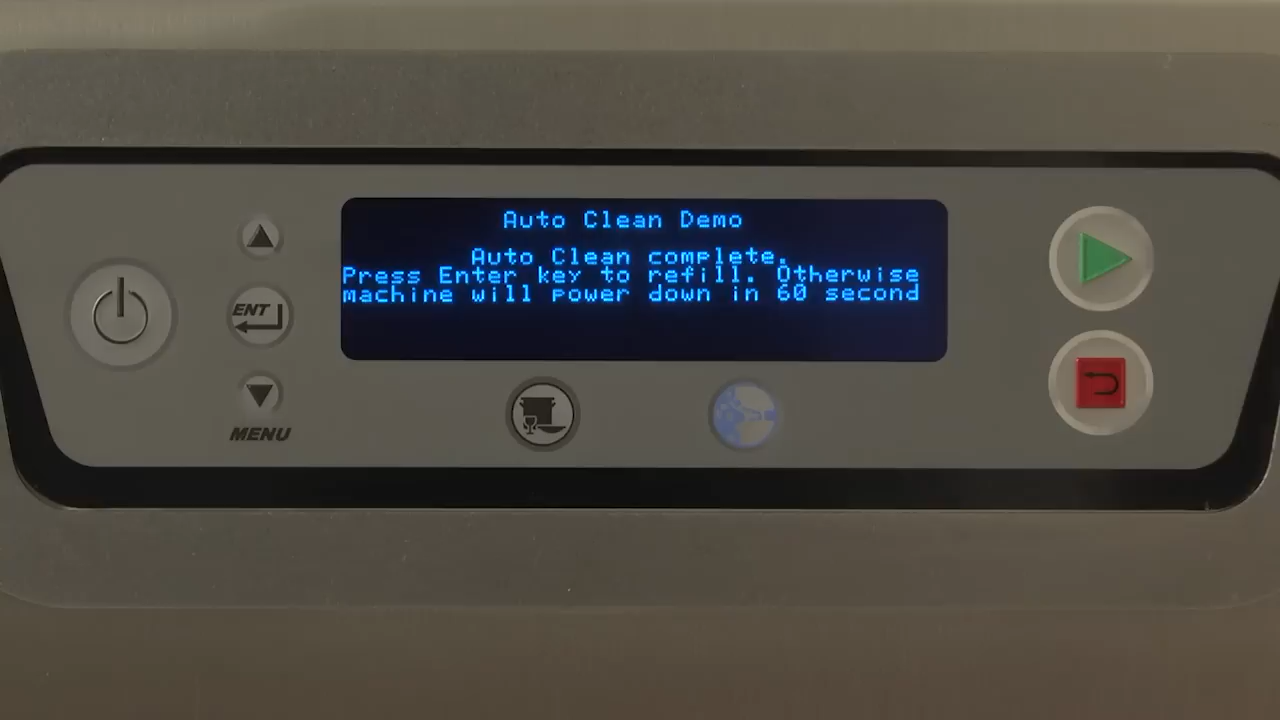 Auto Clean Demo
Auto Clean complete.
Press Enter key to refill. Otherwise
machine will power down in 60 second
ENT
MENU